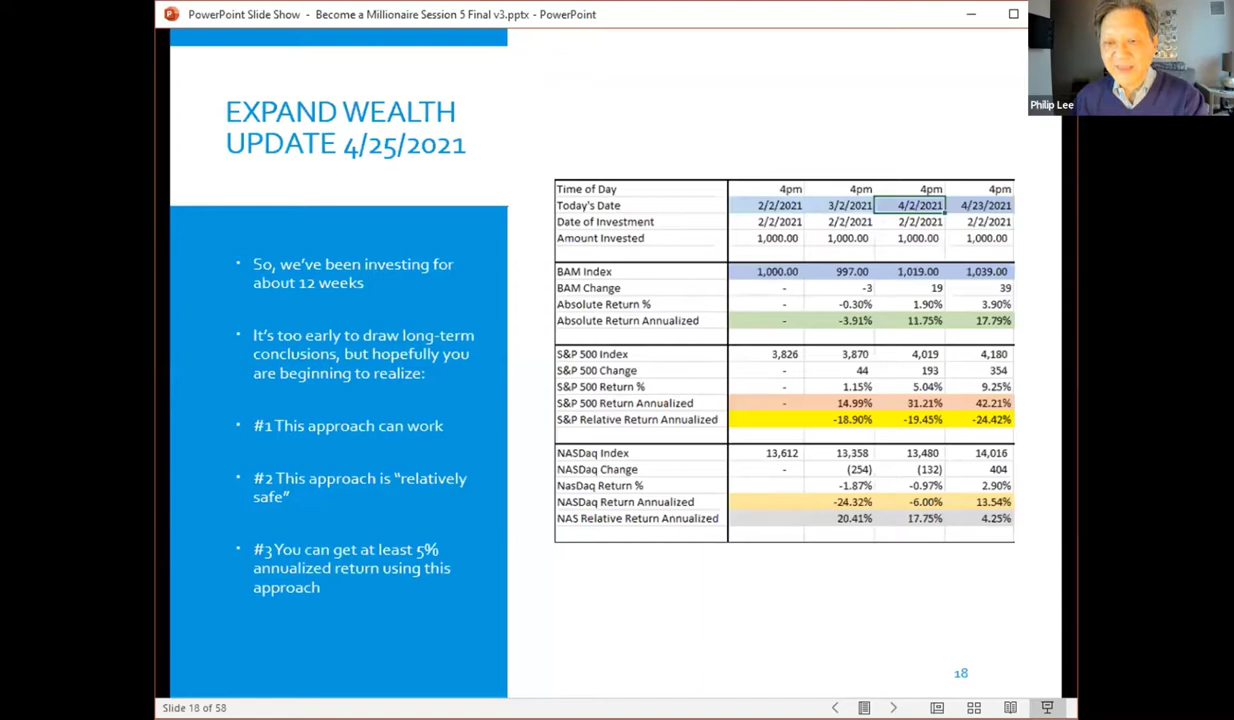 PowerPoint Slide Show - Become a Millionaire Session 5 Final v3.pptx - PowerPoint
Philip Lee
EXPAND WEALTH
UPDATE 4/25/2021
• So, we've been investing for
about 12 weeks
• It's too early to draw long-term
conclusions, but hopefully you
are beginning to realize:
• #1 This approach can work
• #2 This approach is “relatively
safe”
• #3 You can get at least 5%
annualized return using this
approach
Time of Day 4pm 4pm 4pm 4pm
Today's Date 2/2/2021 3/2/2021 4/2/2021 4/23/2021
Date of Investment 2/2/2021 2/2/2021 2/2/2021 2/2/2021
Amount Invested 1,000.00 1,000.00 1,000.00 1,000.00
BAM Index 1,000.00 997.00 1,019.00 1,039.00
BAM Change - -3 19 39
Absolute Return % - -0.30% 1.90% 3.90%
Absolute Return Annualized - -3.91% 11.75% 17.79%
S&P 500 Index 3,826 3,870 4,019 4,180
S&P 500 Change - 44 193 354
S&P 500 Return % - 1.15% 5.04% 9.25%
S&P 500 Return Annualized - 14.99% 31.21% 42.21%
S&P Relative Return Annualized -18.90% -19.45% -24.42%
NASDaq Index 13,612 13,358 13,480 14,016
NASDaq Change - (254) (132) 404
NasDaq Return % -1.87% -0.97% 2.90%
NASDaq Return Annualized -24.32% -6.00% 13.54%
NAS Relative Return Annualized 20.41% 17.75% 4.25%
18
Slide 18 of 58